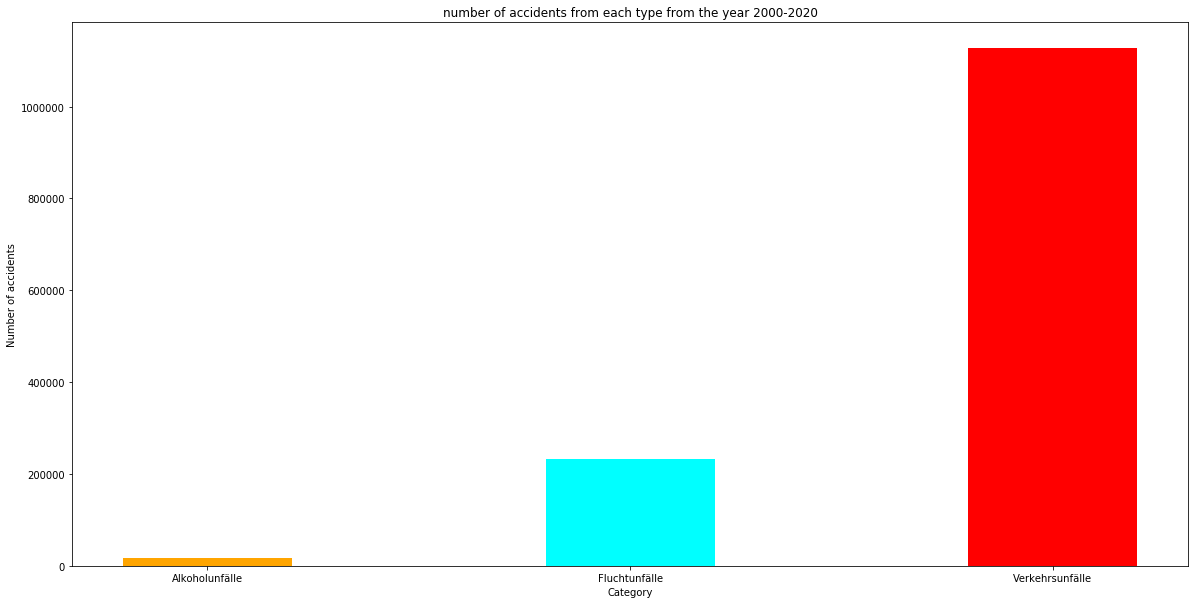 number of accidents from each type from the year 2000-2020
Number of accidents
1000000
800000
600000
400000
200000
0
Alkoholunfälle
Fluchtunfälle
Verkehrsunfälle
Category